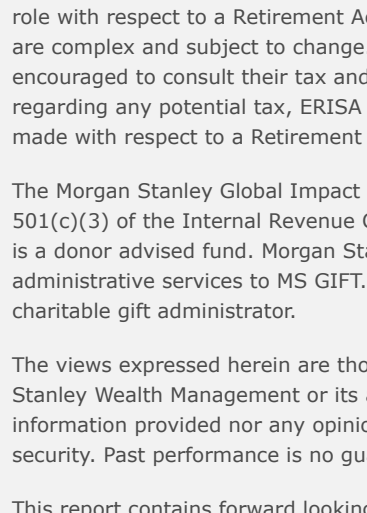 role with respect to a Retirement A
are complex and subject to change
encouraged to consult their tax and
regarding any potential tax, ERISA
made with respect to a Retirement
The Morgan Stanley Global Impact
501(c)(3) of the Internal Revenue
is a donor advised fund. Morgan Sta
administrative services to MS GIFT.
charitable gift administrator.
The views expressed herein are tho
Stanley Wealth Management or its
information provided nor any opinio
security. Past performance is no gu
This report contains forward looking